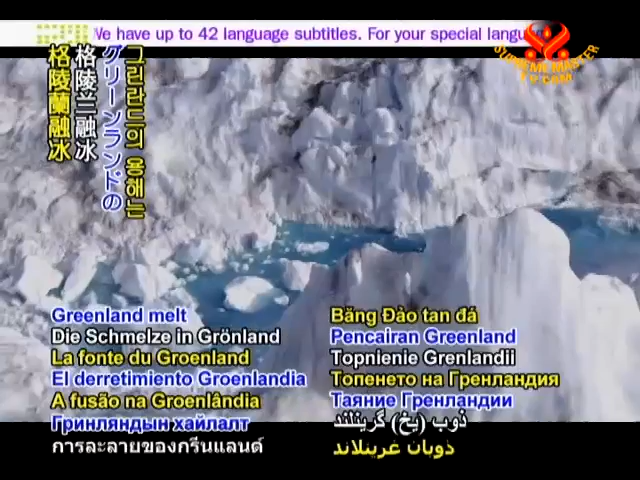 We have up to 42 language subtitles. For your special langu
SUPREME MASTER
TV.COM
格陵蘭融冰
格陵兰融冰
グリーンランドの
그린란드의 융해는
Greenland melt
Die Schmelze in Grönland
La fonte du Groenland
El derretimiento Groenlandia
A fusão na Groenlândia
Гринляндын хайлалт
การละลายของกรีนแลนด์
Băng Đảo tan đá
Pencairan Greenland
Topnienie Grenlandii
Топенето на Гренландия
Таяние Гренландии
ذوب (یخ) گرینلند
ذوبان غرينلاند